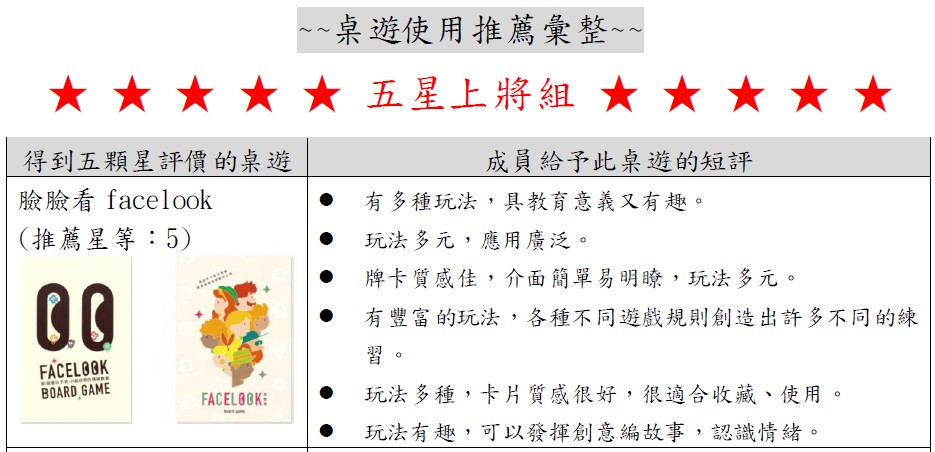 ~~桌遊使用推薦彙整~~
★ ★ ★ ★ ★ 五星上將組 ★ ★ ★ ★ ★
得到五顆星評價的桌遊
成員給予此桌遊的短評
臉臉看 facelook
(推薦星等：5)
FACELOOK
BOARD GAME
FACELOOK
board game
● 有多種玩法，具教育意義又有趣。
● 玩法多元，應用廣泛。
● 牌卡質感佳，介面簡單易明瞭，玩法多元。
● 有豐富的玩法，各種不同遊戲規則創造出許多不同的練
習。
● 玩法多種，卡片質感很好，很適合收藏、使用。
● 玩法有趣，可以發揮創意編故事，認識情緒。